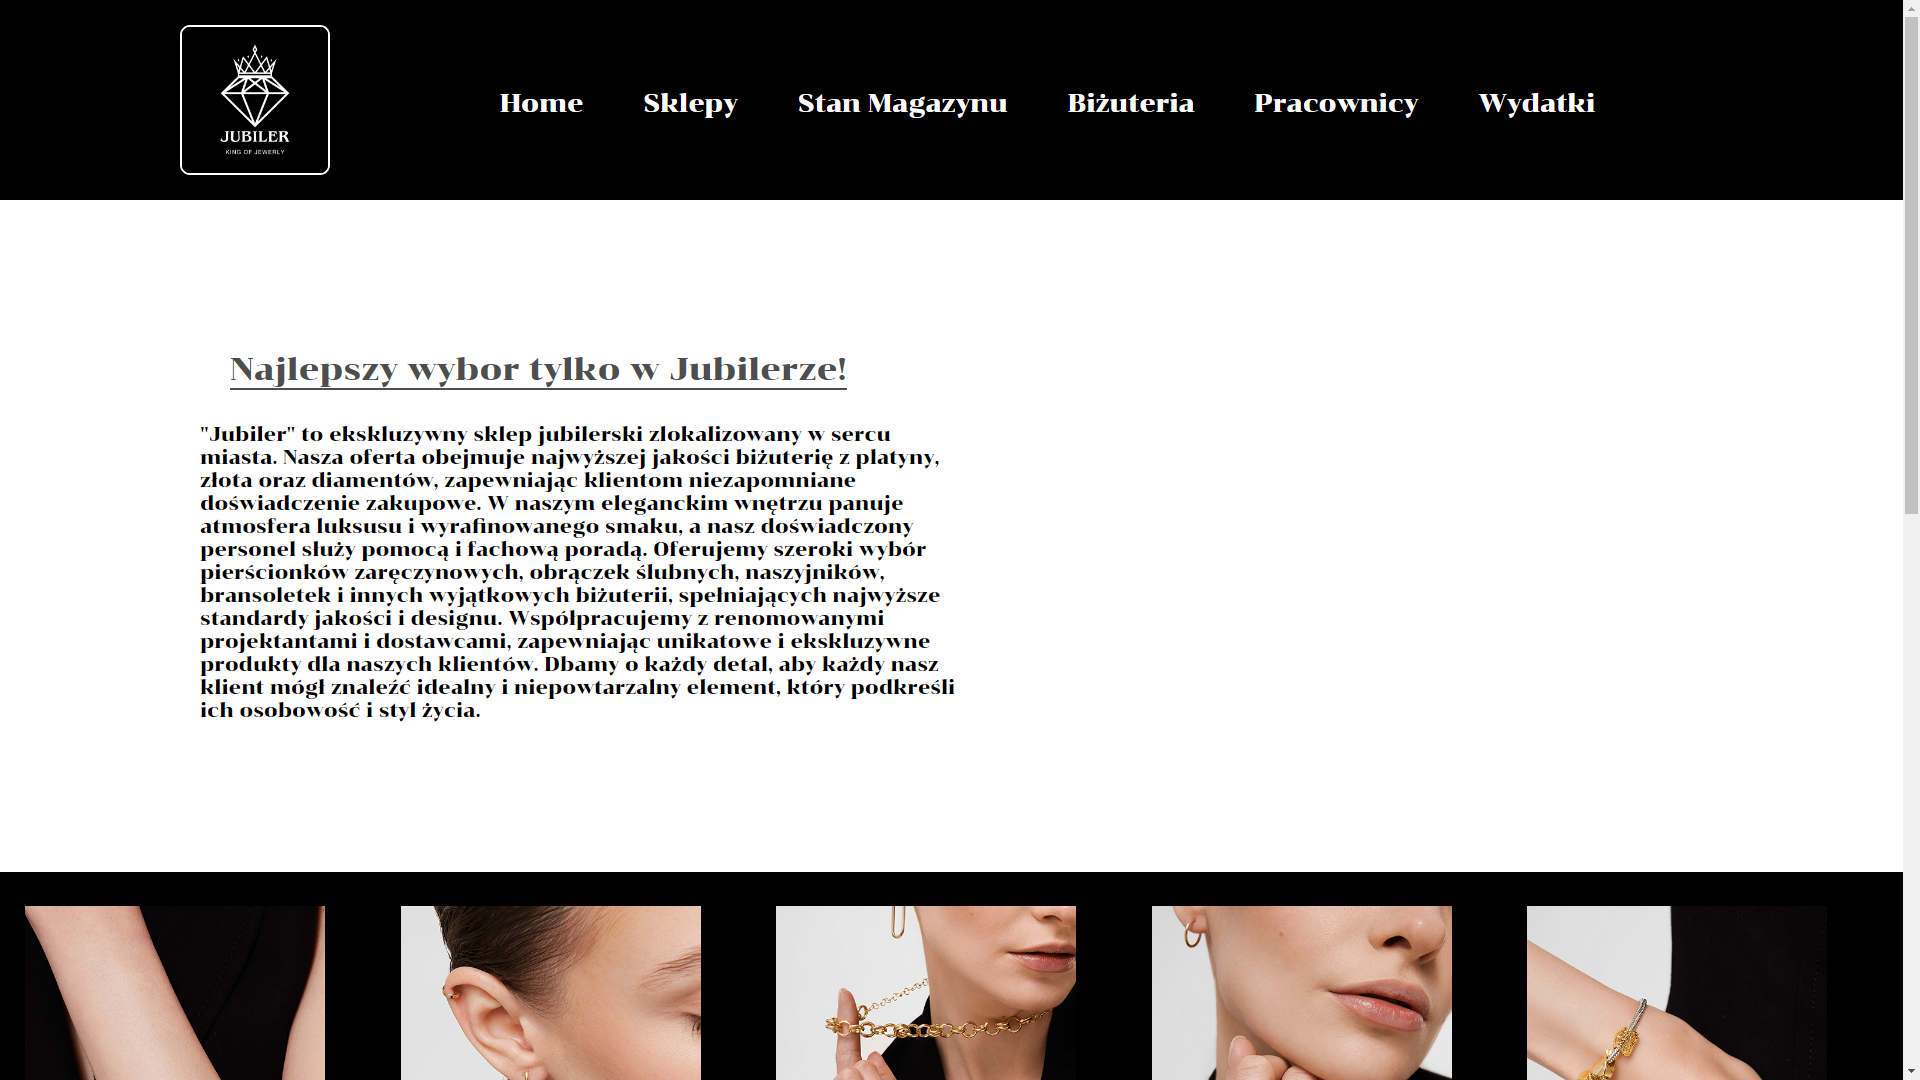 JUBILER
KING OF JEWERLY
Home Sklepy Stan Magazynu Biżuteria Pracownicy Wydatki
Najlepszy wybor tylko w Jubilerze!
"Jubiler" to ekskluzywny sklep jubilerski zlokalizowany w sercu
miasta. Nasza oferta obejmuje najwyższej jakości biżuterię z platyny,
złota oraz diamentów, zapewniając klientom niezapomniane
doświadczenie zakupowe. W naszym eleganckim wnętrzu panuje
atmosfera luksusu i wyrafinowanego smaku, a nasz doświadczony
personel służy pomocą i fachową poradą. Oferujemy szeroki wybór
pierścionków zaręczynowych, obrączek ślubnych, naszyjników,
bransoletek i innych wyjątkowych biżuterii, spełniających najwyższe
standardy jakości i designu. Współpracujemy z renomowanymi
projektantami i dostawcami, zapewniając unikatowe i ekskluzywne
produkty dla naszych klientów. Dbamy o każdy detal, aby każdy nasz
klient mógł znaleźć idealny i niepowtarzalny element, który podkreśli
ich osobowość i styl życia.